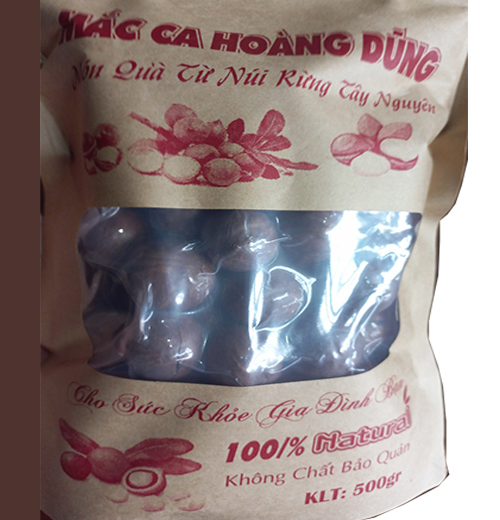 MẮC CA HOÀNG DŨNG
Món Quà Từ Núi Rừng Tây Nguyên
Cho Sức Khỏe Gia Đình Bạn
100/% Natural
Không Chất Bảo Quản
KLT: 500gr